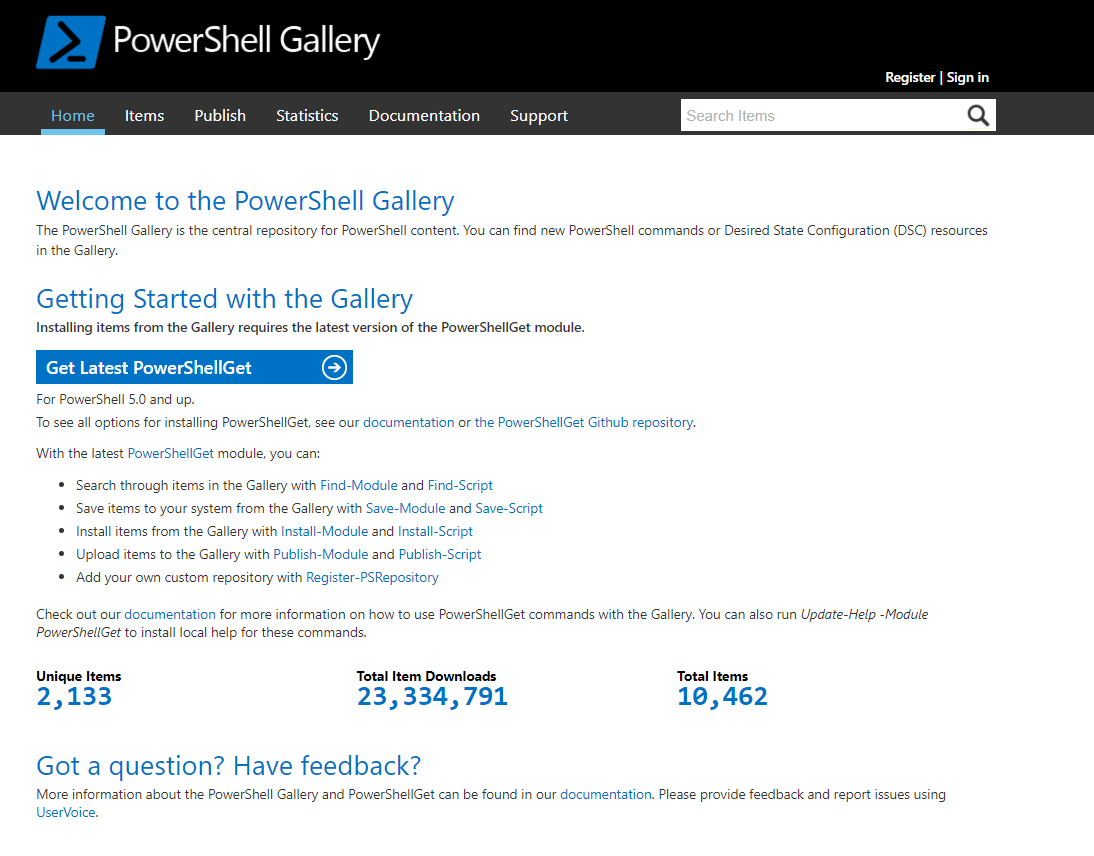 PowerShell Gallery
Register | Sign in
Home Items Publish Statistics Documentation Support Search Items
Welcome to the PowerShell Gallery
The PowerShell Gallery is the central repository for PowerShell content. You can find new PowerShell commands or Desired State Configuration (DSC) resources
in the Gallery.
Getting Started with the Gallery
Installing items from the Gallery requires the latest version of the PowerShellGet module.
Get Latest PowerShellGet
For PowerShell 5.0 and up.
To see all options for installing PowerShellGet, see our documentation or the PowerShellGet Github repository.
With the latest PowerShellGet module, you can:
• Search through items in the Gallery with Find-Module and Find-Script
• Save items to your system from the Gallery with Save-Module and Save-Script
• Install items from the Gallery with Install-Module and Install-Script
• Upload items to the Gallery with Publish-Module and Publish-Script
• Add your own custom repository with Register-PSRepository
Check out our documentation for more information on how to use PowerShellGet commands with the Gallery. You can also run Update-Help -Module
PowerShellGet to install local help for these commands.
Unique Items Total Item Downloads Total Items
2,133 23,334,791 10,462
Got a question? Have feedback?
More information about the PowerShell Gallery and PowerShellGet can be found in our documentation. Please provide feedback and report issues using
UserVoice.